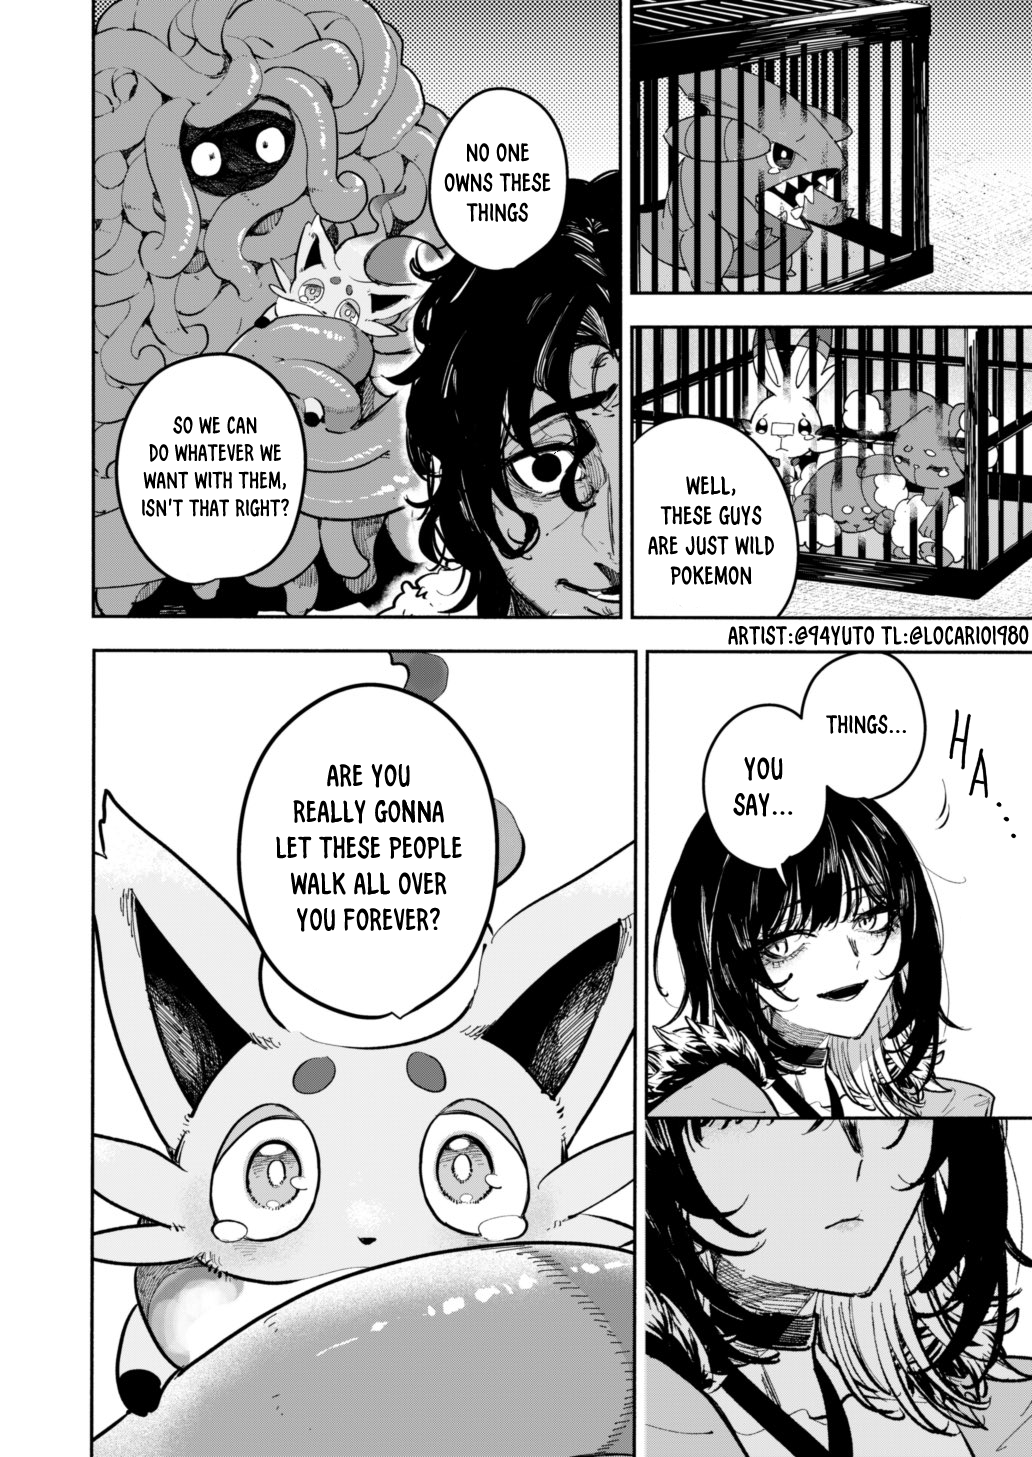 WELL,
THESE GUYS
ARE JUST WILD
POKEMON
NO ONE
OWNS THESE
THINGS
SO WE CAN
DO WHATEVER WE
WANT WITH THEM,
ISN'T THAT RIGHT?
ARTIST:@94YUTO TL:@LOCARIO1980
THINGS...
YOU
SAY...
HA...
ARE YOU
REALLY GONNA
LET THESE PEOPLE
WALK ALL OVER
YOU FOREVER?